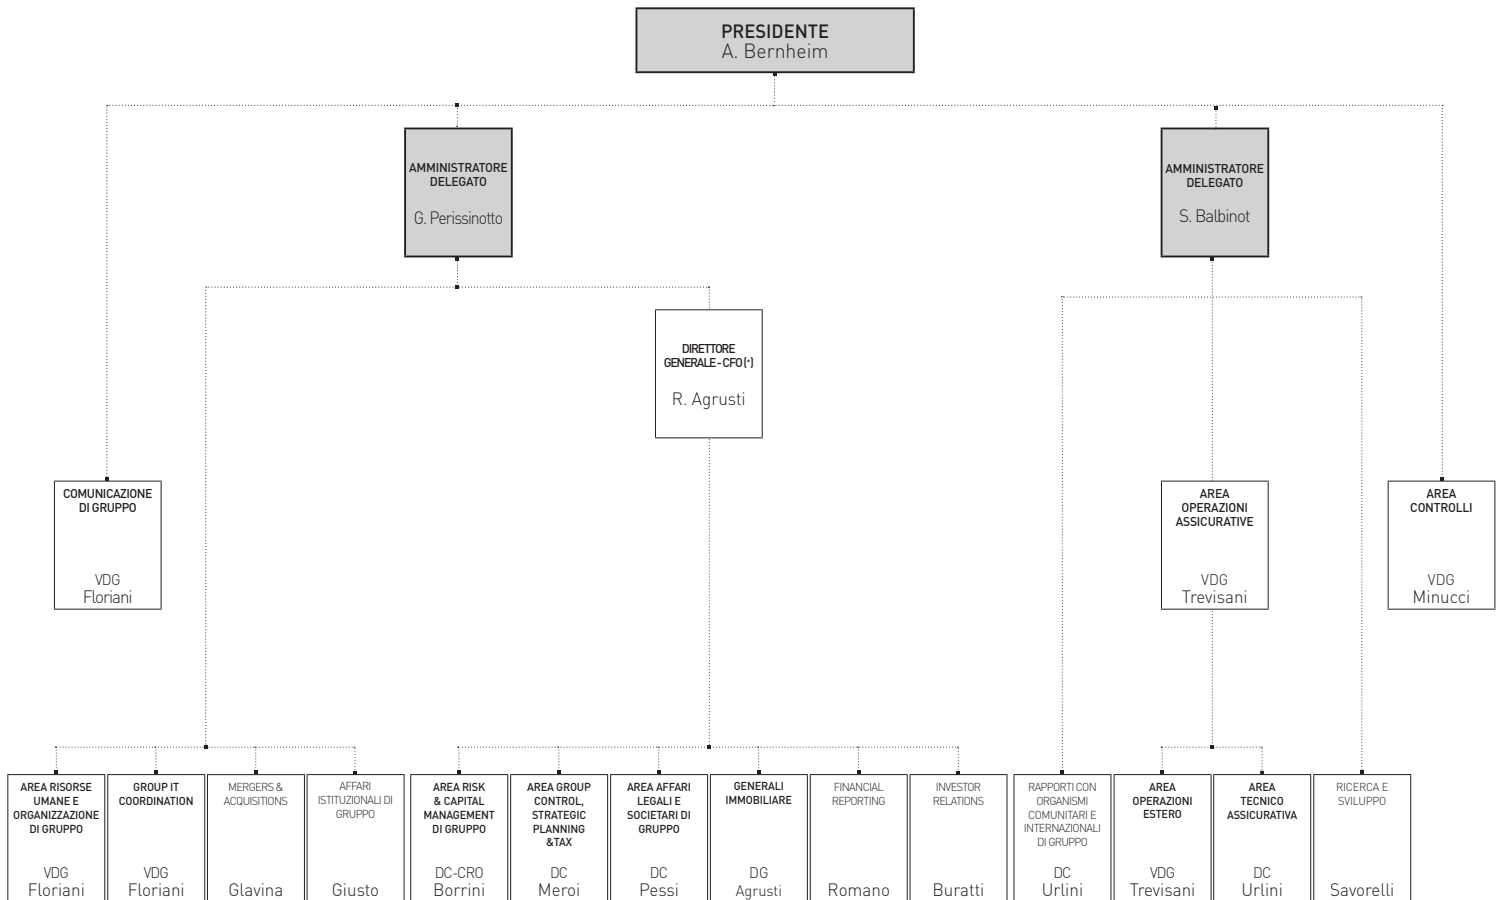 PRESIDENTE
A. Bernheim
AMMINISTRATORE
DELEGATO
G. Perissinotto
AMMINISTRATORE
DELEGATO
S. Balbinot
DIRETTORE
GENERALE - CFO (*)
R. Agrusti
COMUNICAZIONE
DI GRUPPO
VDG
Floriani
AREA
OPERAZIONI
ASSICURATIVE
VDG
Trevisani
AREA
CONTROLLI
VDG
Minucci
AREA RISORSE
UMANE E
ORGANIZZAZIONE
DI GRUPPO
VDG
Floriani
GROUP IT
COORDINATION
VDG
Floriani
MERGERS &
ACQUISITIONS
Glavina
AFFARI
ISTITUZIONALI DI
GRUPPO
Giusto
AREA RISK
& CAPITAL
MANAGEMENT
DI GRUPPO
DC-CRO
Borrini
AREA GROUP
CONTROL,
STRATEGIC
PLANNING
&TAX
DC
Meroi
AREA AFFARI
LEGALI E
SOCIETARI DI
GRUPPO
DC
Pessi
GENERALI
IMMOBILIARE
DG
Agrusti
FINANCIAL
REPORTING
Romano
INVESTOR
RELATIONS
Buratti
RAPPORTI CON
ORGANISMI
COMUNITARI E
INTERNAZIONALI
DI GRUPPO
DC
Urlini
AREA
OPERAZIONI
ESTERO
VDG
Trevisani
AREA
TECNICO
ASSICURATIVA
DC
Urlini
RICERCA E
SVILUPPO
Savorelli